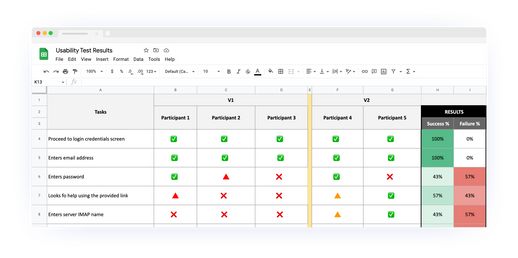 Usability Test Results
File Edit View Insert Format Data Tools Help
100% $ % .0 .00 123 Default (Ca... 10 B I S A
K13 fx
A B C D E F G H I
1 V1 V2
2 Tasks Participant 1 Participant 2 Participant 3 Participant 4 Participant 5 RESULTS
3 Success % Failure %
4 Proceed to login credentials screen 100% 0%
5 Enters email address 100% 0%
6 Enters password 43% 57%
7 Looks fo help using the provided link 57% 43%
8 Enters server IMAP name 43% 57%